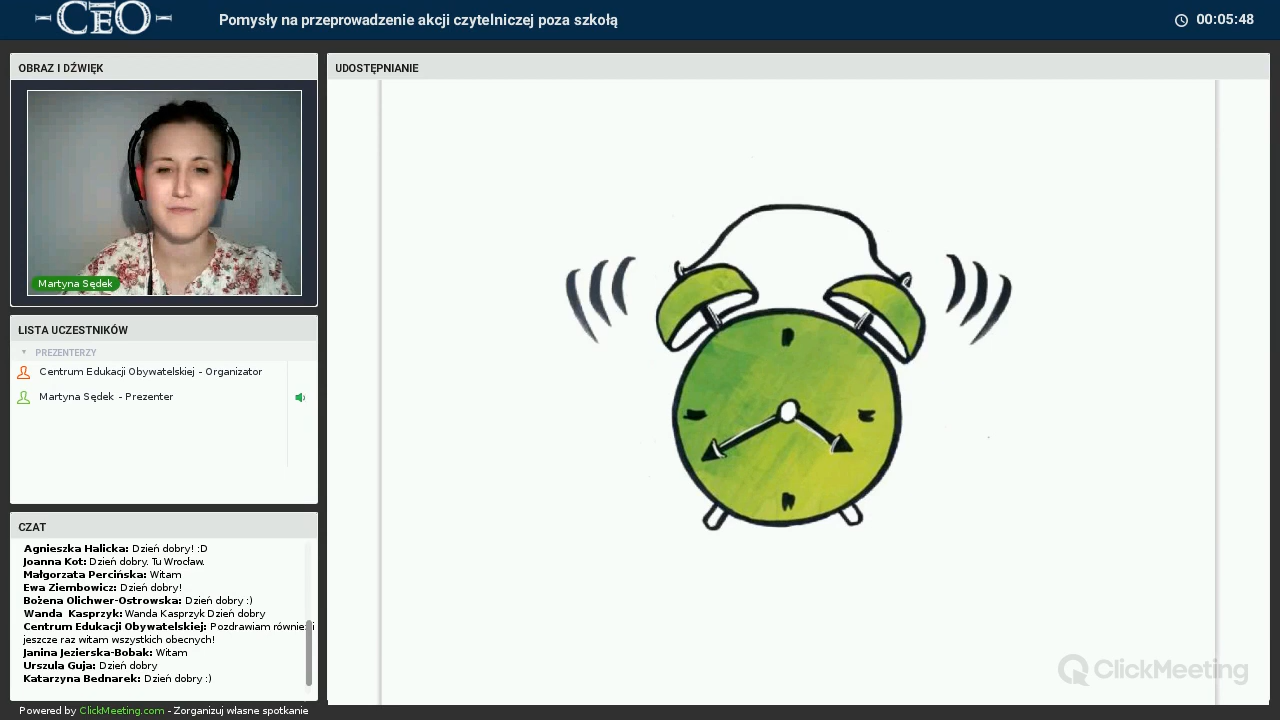 CEO
Pomysły na przeprowadzenie akcji czytelniczej poza szkołą
00:05:48
OBRAZ I DŹWIĘK
Martyna Sędek
LISTA UCZESTNIKÓW
PREZENTERZY
Centrum Edukacji Obywatelskiej - Organizator
Martyna Sędek - Prezenter
CZAT
Agnieszka Halicka: Dzień dobry! :D
Joanna Kot: Dzień dobry. Tu Wrocław.
Małgorzata Percińska: Witam
Ewa Ziembowicz: Dzień dobry!
Bożena Olichwer-Ostrowska: Dzień dobry :)
Wanda Kasprzyk: Wanda Kasprzyk Dzień dobry
Centrum Edukacji Obywatelskiej: Pozdrawiam również i
jeszcze raz witam wszystkich obecnych!
Janina Jezierska-Bobak: Witam
Urszula Guja: Dzień dobry
Katarzyna Bednarek: Dzień dobry :)
Powered by ClickMeeting.com - Zorganizuj własne spotkanie
UDOSTĘPNIANIE
ClickMeeting